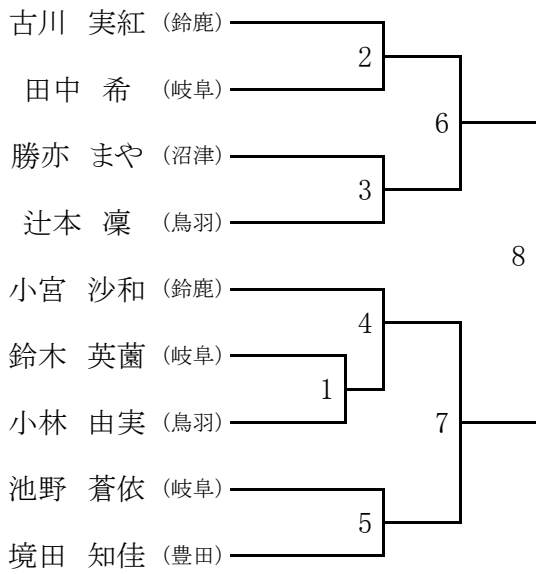 古川 実紅 (鈴鹿)
2
田中 希 (岐阜)
6
勝亦 まや (沼津)
3
辻本 凜 (鳥羽)
8
小宮 沙和 (鈴鹿)
4
鈴木 英薗 (岐阜)
1
小林 由実 (鳥羽)
7
池野 蒼依 (岐阜)
5
境田 知佳 (豊田)